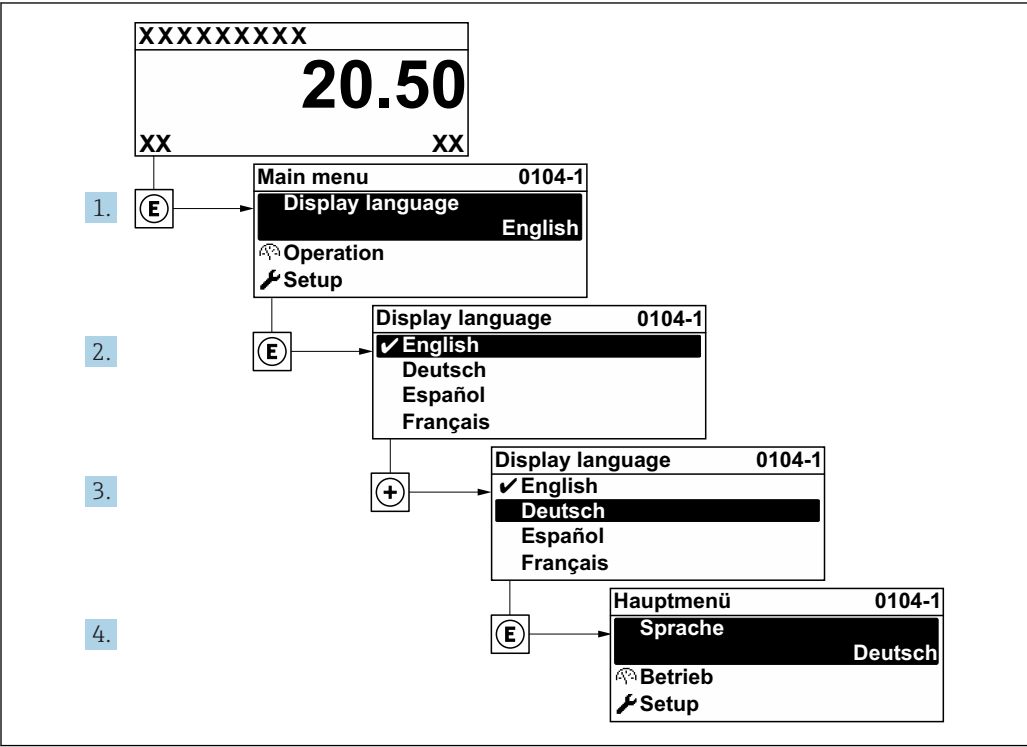 XXXXXXXXX
20.50
XX XX
1. E
Main menu 0104-1
Display language
English
Operation
Setup
2. E
Display language 0104-1
✔English
Deutsch
Español
Français
3. +
Display language 0104-1
✔English
Deutsch
Español
Français
4. E
Hauptmenü 0104-1
Sprache
Deutsch
Betrieb
Setup